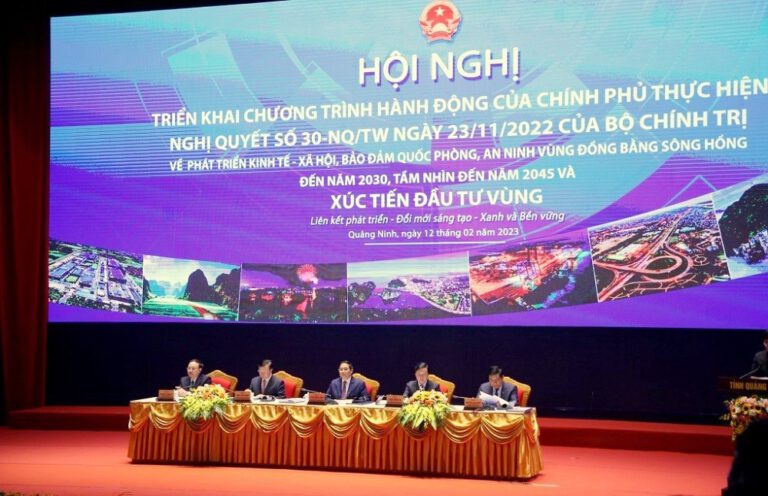 HỘI NGHỊ
TRIỂN KHAI CHƯƠNG TRÌNH HÀNH ĐỘNG CỦA CHÍNH PHỦ THỰC HIỆN
NGHỊ QUYẾT SỐ 30-NQ/TW NGÀY 23/11/2022 CỦA BỘ CHÍNH TRỊ
VỀ PHÁT TRIỂN KINH TẾ - XÃ HỘI, BẢO ĐẢM QUỐC PHÒNG, AN NINH VÙNG ĐỒNG BẰNG SÔNG HỒNG
ĐẾN NĂM 2030, TẦM NHÌN ĐẾN NĂM 2045 VÀ
XÚC TIẾN ĐẦU TƯ VÙNG
Liên kết phát triển - Đổi mới sáng tạo - Xanh và Bền vững
Quảng Ninh, ngày 12 tháng 02 năm 2023
TỈNH QUẢNG